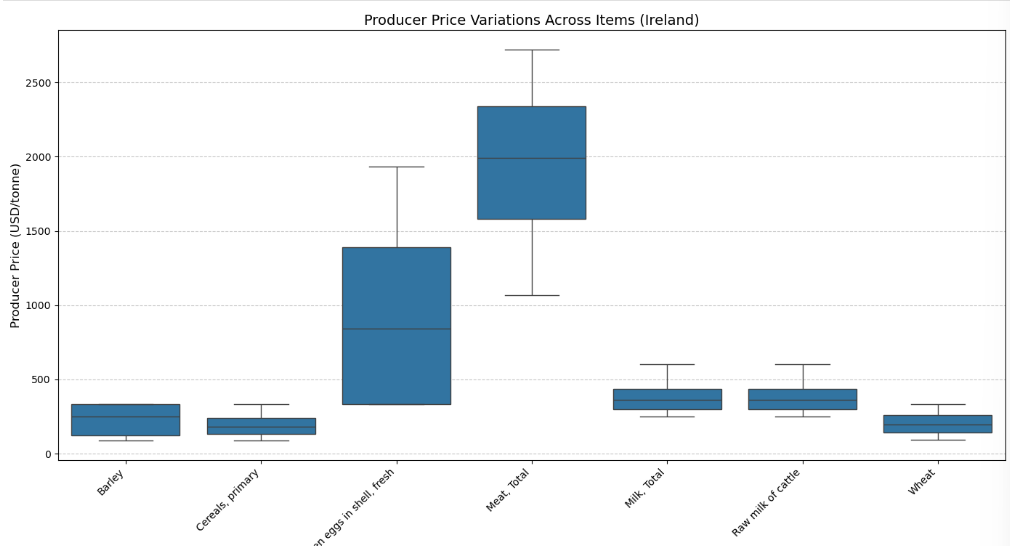 Producer Price Variations Across Items (Ireland)
Producer Price (USD/tonne)
2500
2000
1500
1000
500
0
Barley
Cereals, primary
eggs in shell, fresh
Meat, Total
Milk, Total
Raw milk of cattle
Wheat